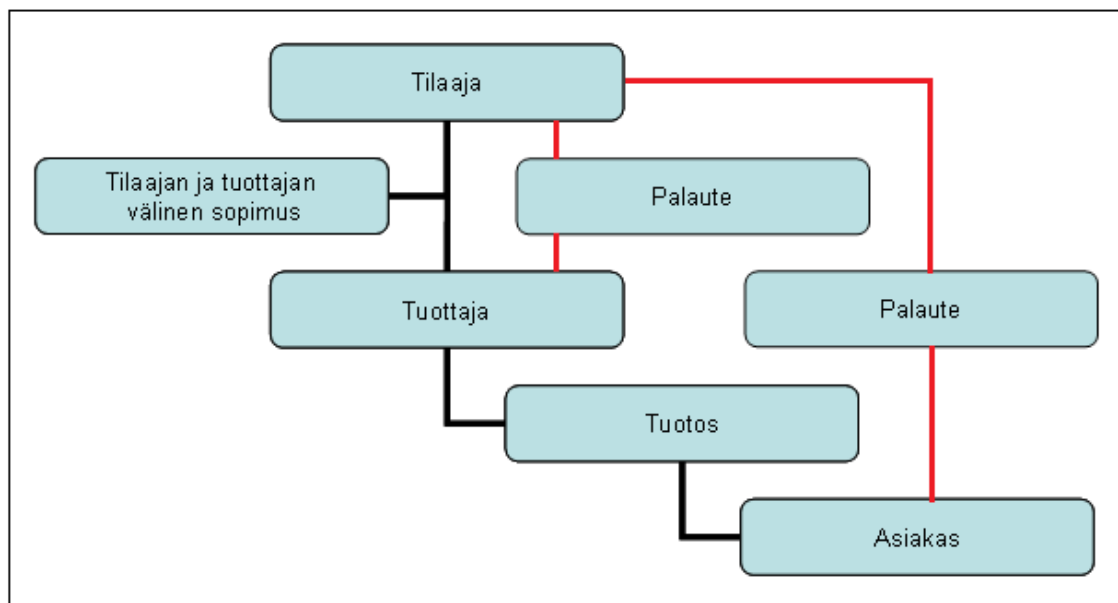 Tilaaja
Tilaajan ja tuottajan
välinen sopimus
Palaute
Tuottaja
Palaute
Tuotos
Asiakas